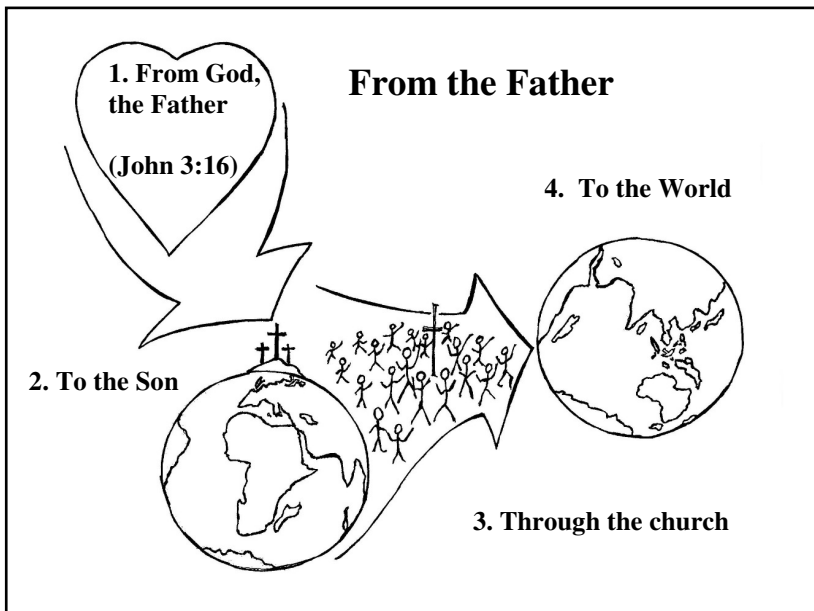 From the Father
1. From God,
the Father
(John 3:16)
2. To the Son
3. Through the church
4. To the World